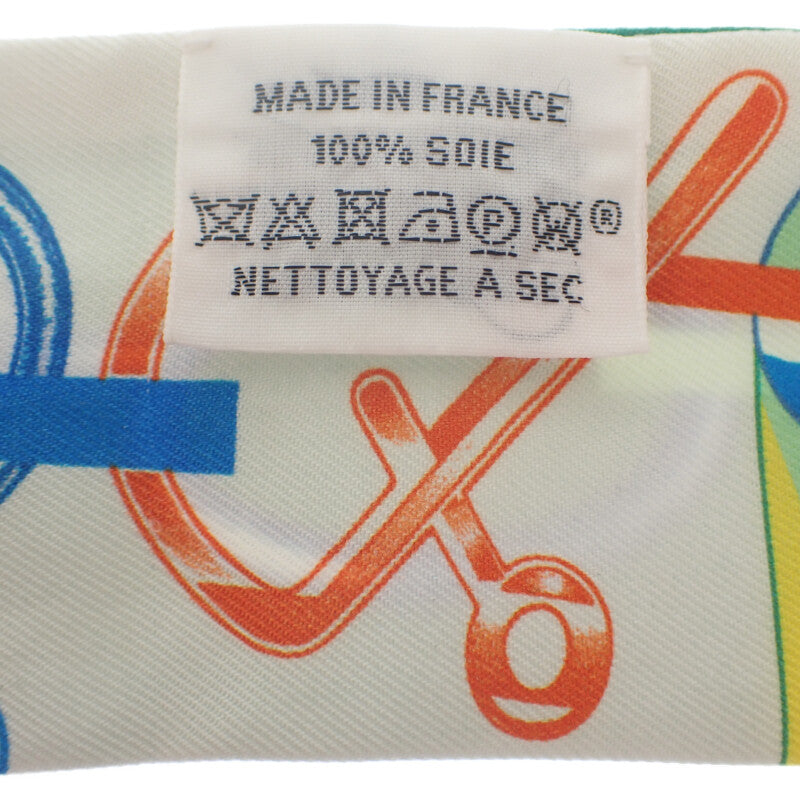 MADE IN FRANCE
100% SOIE
P ®
NETTOYAGE A SEC